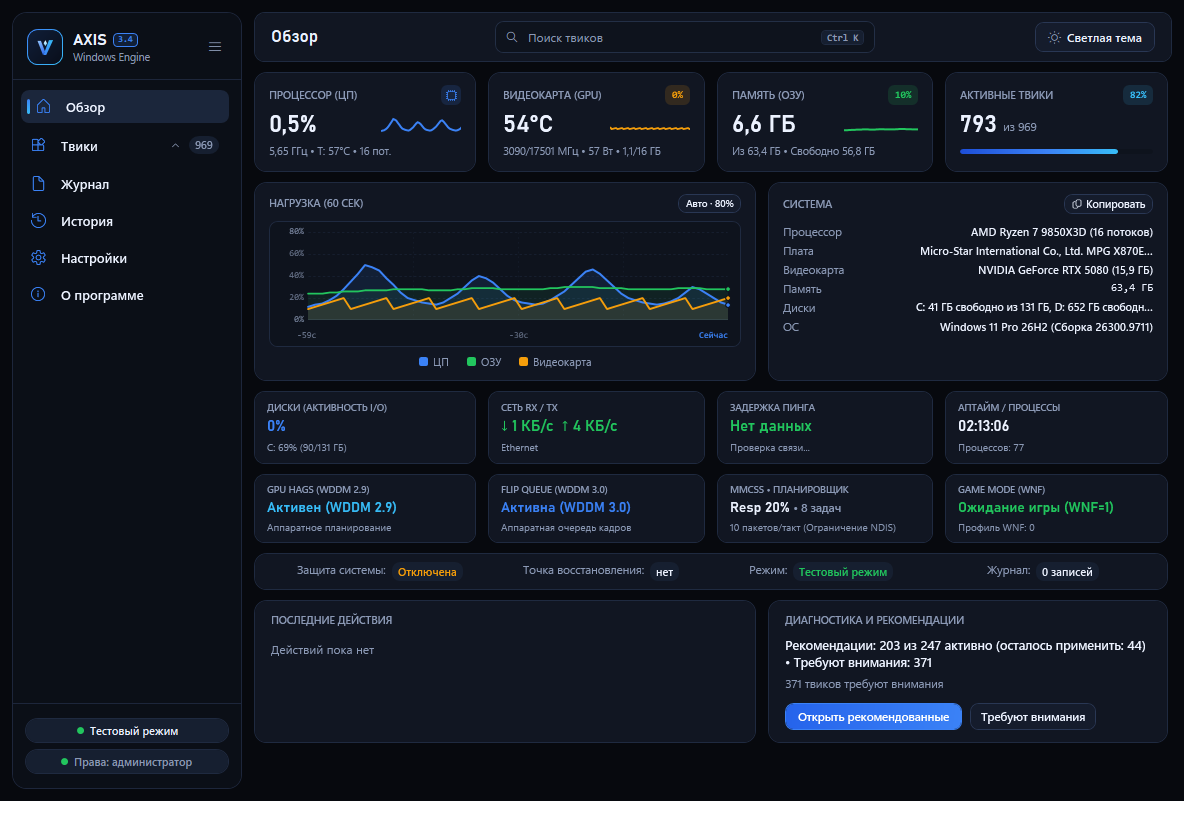 AXIS 3.4
Windows Engine
Обзор
Твики 969
Журнал
История
Настройки
О программе
Тестовый режим
Права: администратор
Обзор
Поиск твиков Ctrl K
Светлая тема
ПРОЦЕССОР (ЦП)
0,5%
5,65 ГГц • T: 57°C • 16 пот.
ВИДЕОКАРТА (GPU) 0%
54°C
3090/17501 МГц • 57 Вт • 1,1/16 ГБ
ПАМЯТЬ (ОЗУ) 10%
6,6 ГБ
Из 63,4 ГБ • Свободно 56,8 ГБ
АКТИВНЫЕ ТВИКИ 82%
793 из 969
НАГРУЗКА (60 СЕК) Авто · 80%
80%
60%
40%
20%
0%
-59с -30с Сейчас
ЦП ОЗУ Видеокарта
СИСТЕМА Копировать
Процессор AMD Ryzen 7 9850X3D (16 потоков)
Плата Micro-Star International Co., Ltd. MPG X870E...
Видеокарта NVIDIA GeForce RTX 5080 (15,9 ГБ)
Память 63,4 ГБ
Диски C: 41 ГБ свободно из 131 ГБ, D: 652 ГБ свободн...
ОС Windows 11 Pro 26H2 (Сборка 26300.9711)
ДИСКИ (АКТИВНОСТЬ I/O)
0%
C: 69% (90/131 ГБ)
СЕТЬ RX / TX
↓ 1 КБ/с ↑ 4 КБ/с
Ethernet
ЗАДЕРЖКА ПИНГА
Нет данных
Проверка связи...
АПТАЙМ / ПРОЦЕССЫ
02:13:06
Процессов: 77
GPU HAGS (WDDM 2.9)
Активен (WDDM 2.9)
Аппаратное планирование
FLIP QUEUE (WDDM 3.0)
Активна (WDDM 3.0)
Аппаратная очередь кадров
MMCSS • ПЛАНИРОВЩИК
Resp 20% • 8 задач
10 пакетов/такт (Ограничение NDIS)
GAME MODE (WNF)
Ожидание игры (WNF=1)
Профиль WNF: 0
Защита системы: Отключена Точка восстановления: нет Режим: Тестовый режим Журнал: 0 записей
ПОСЛЕДНИЕ ДЕЙСТВИЯ
Действий пока нет
ДИАГНОСТИКА И РЕКОМЕНДАЦИИ
Рекомендации: 203 из 247 активно (осталось применить: 44)
• Требуют внимания: 371
371 твиков требуют внимания
Открыть рекомендованные Требуют внимания